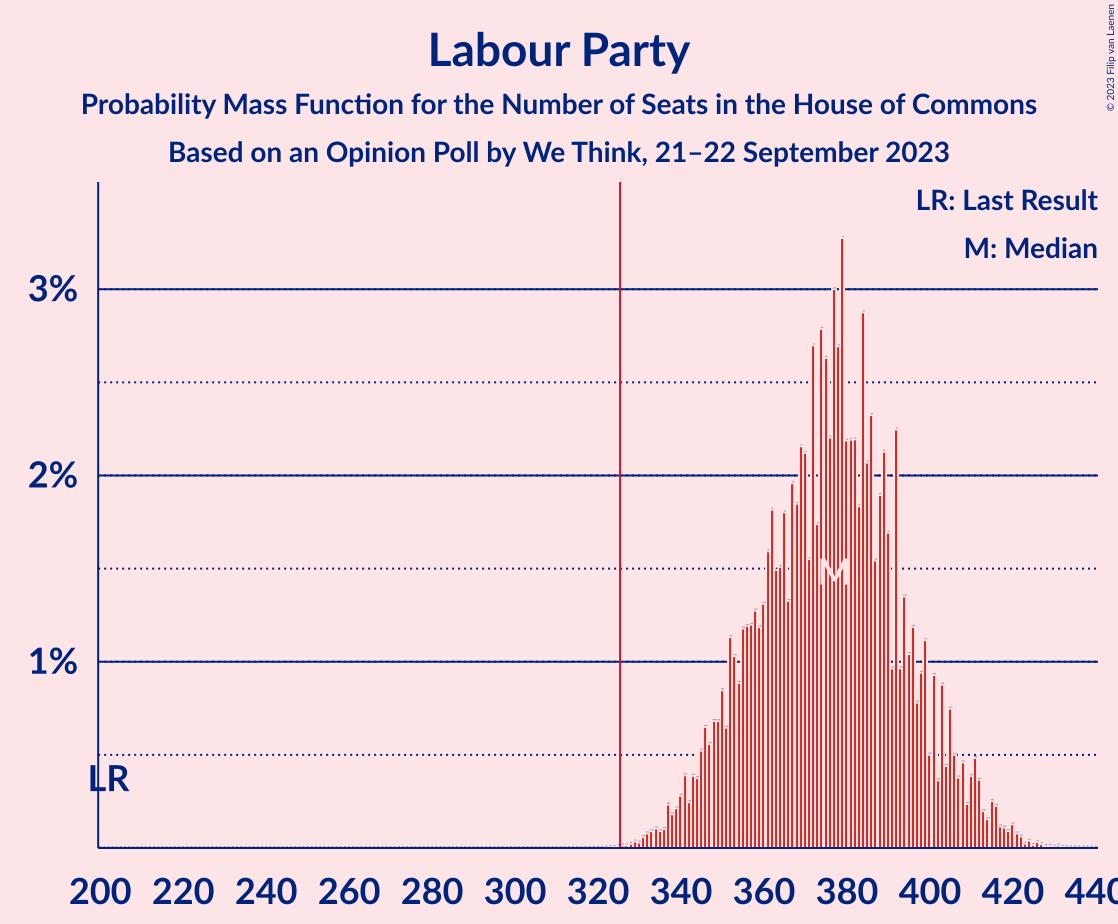 Labour Party
Probability Mass Function for the Number of Seats in the House of Commons
Based on an Opinion Poll by We Think, 21–22 September 2023
© 2023 Filip van Laenen
LR: Last Result
M: Median
3%
2%
1%
M
LR
200 220 240 260 280 300 320 340 360 380 400 420 440